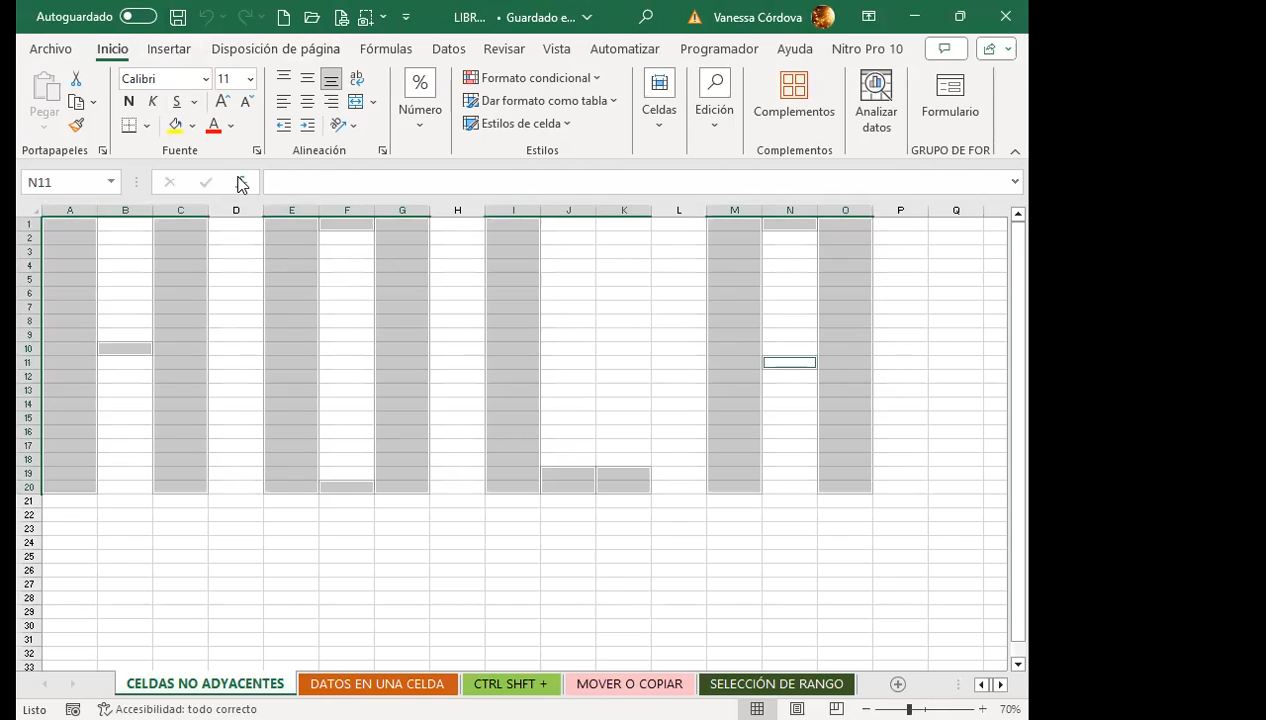 Autoguardado LIBR... • Guardado e... Vanessa Córdova
Archivo Inicio Insertar Disposición de página Fórmulas Datos Revisar Vista Automatizar Programador Ayuda Nitro Pro 10
Pegar
Calibri 11
N K S A A
A
ab
% Número
Formato condicional
Dar formato como tabla
Estilos de celda
Celdas
Edición
Complementos
Analizar
datos
Formulario
Portapapeles Fuente Alineación Estilos Complementos GRUPO DE FOR
N11
A B C D E F G H I J K L M N O P Q
1
2
3
4
5
6
7
8
9
10
11
12
13
14
15
16
17
18
19
20
21
22
23
24
25
26
27
28
29
30
31
32
33
CELDAS NO ADYACENTES DATOS EN UNA CELDA CTRL SHFT + MOVER O COPIAR SELECCIÓN DE RANGO
Listo Accesibilidad: todo correcto 70%